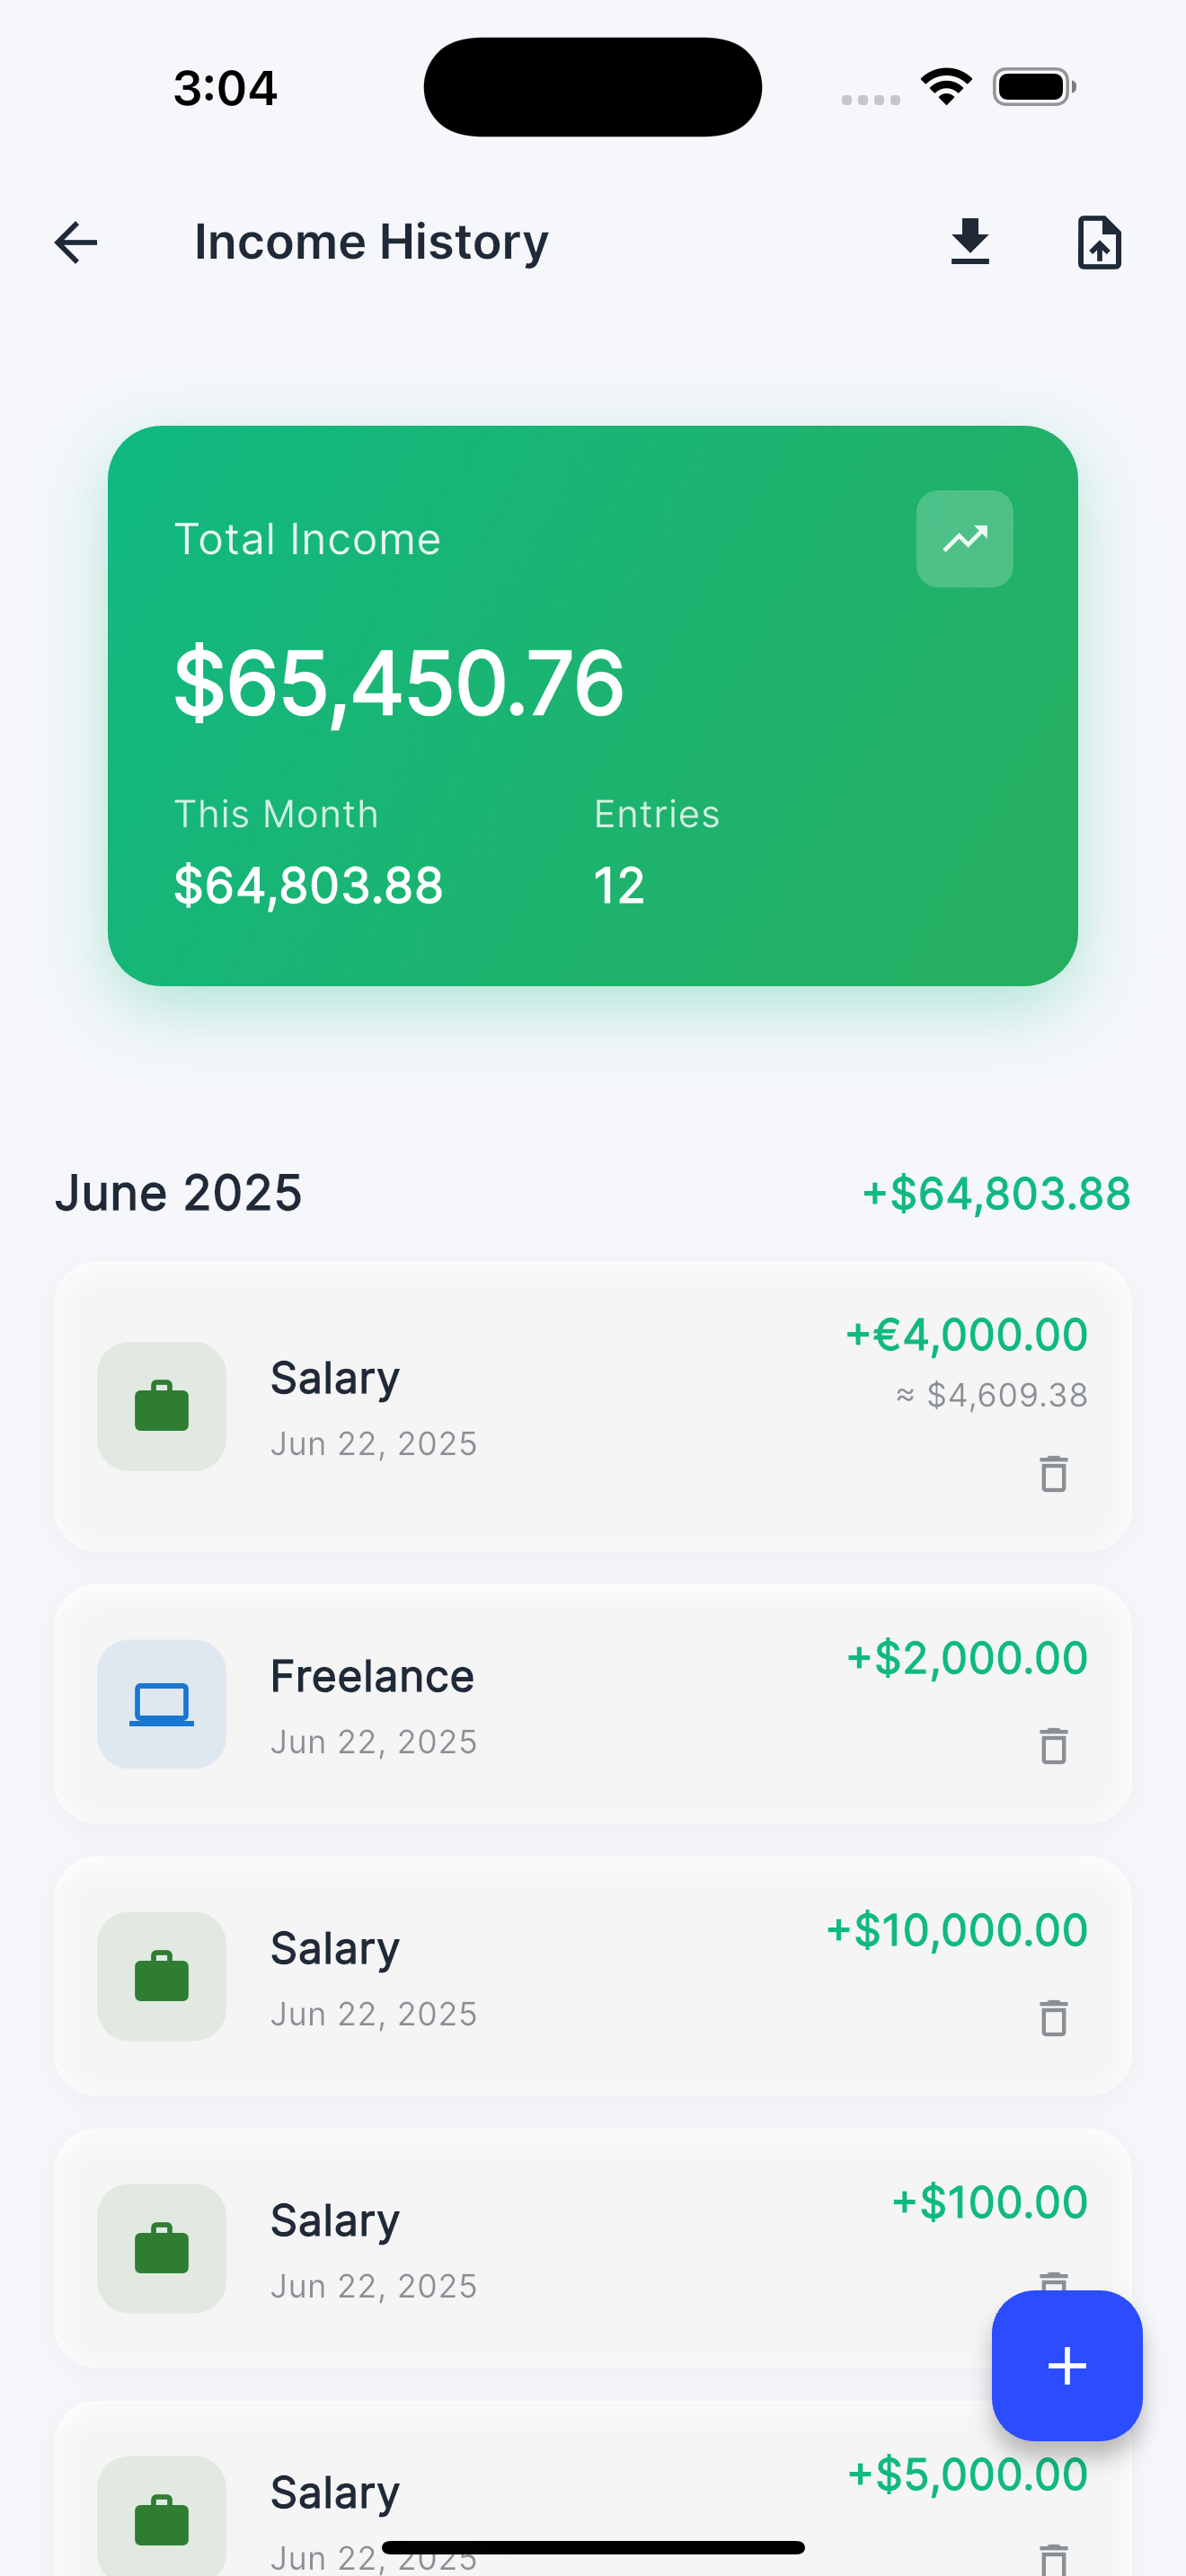 3:04
Income History
Total Income
$65,450.76
This Month Entries
$64,803.88 12
June 2025 +$64,803.88
+€4,000.00
Salary
≈ $4,609.38
Jun 22, 2025
+$2,000.00
Freelance
Jun 22, 2025
+$10,000.00
Salary
Jun 22, 2025
+$100.00
Salary
Jun 22, 2025
+$5,000.00
Salary
Jun 22, 2025